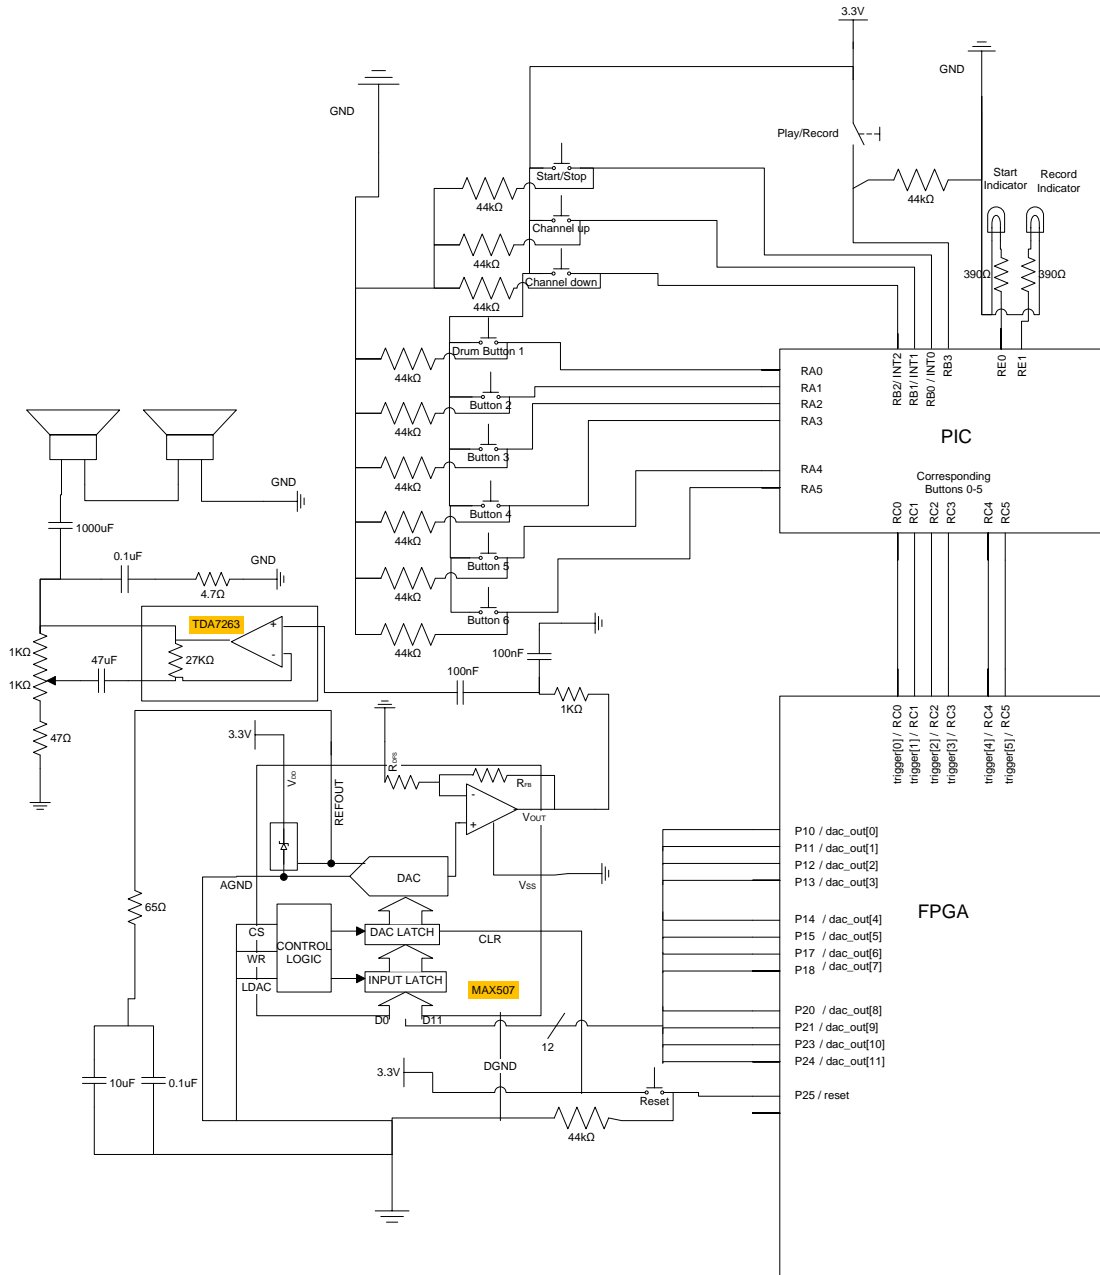 3.3V
GND
GND
Play/Record
Start/Stop
44kΩ
Start
Indicator
Record
Indicator
44kΩ
Channel up
44kΩ
Channel down
44kΩ
390Ω
390Ω
Drum Button 1
44kΩ
Button 2
44kΩ
Button 3
44kΩ
Button 4
44kΩ
Button 5
44kΩ
Button 6
44kΩ
RA0
RA1
RA2
RA3
RA4
RA5
RB2/ INT2
RB1/ INT1
RB0 / INT0
RB3
RE0
RE1
PIC
Corresponding
Buttons 0-5
RC0
RC1
RC2
RC3
RC4
RC5
GND
1000uF
0.1uF
GND
4.7Ω
TDA7263
+
-
27KΩ
1KΩ
1KΩ
47uF
47Ω
100nF
100nF
1KΩ
3.3V
VDD
REFOUT
ROFS
RFB
-
+
VOUT
VSS
AGND
DAC
65Ω
CS
WR
LDAC
CONTROL
LOGIC
DAC LATCH
CLR
INPUT LATCH
MAX507
D0
D11
12
DGND
10uF
0.1uF
3.3V
Reset
44kΩ
trigger[0] / RC0
trigger[1] / RC1
trigger[2] / RC2
trigger[3] / RC3
trigger[4] / RC4
trigger[5] / RC5
P10 / dac_out[0]
P11 / dac_out[1]
P12 / dac_out[2]
P13 / dac_out[3]
P14 / dac_out[4]
P15 / dac_out[5]
P17 / dac_out[6]
P18 / dac_out[7]
P20 / dac_out[8]
P21 / dac_out[9]
P23 / dac_out[10]
P24 / dac_out[11]
P25 / reset
FPGA